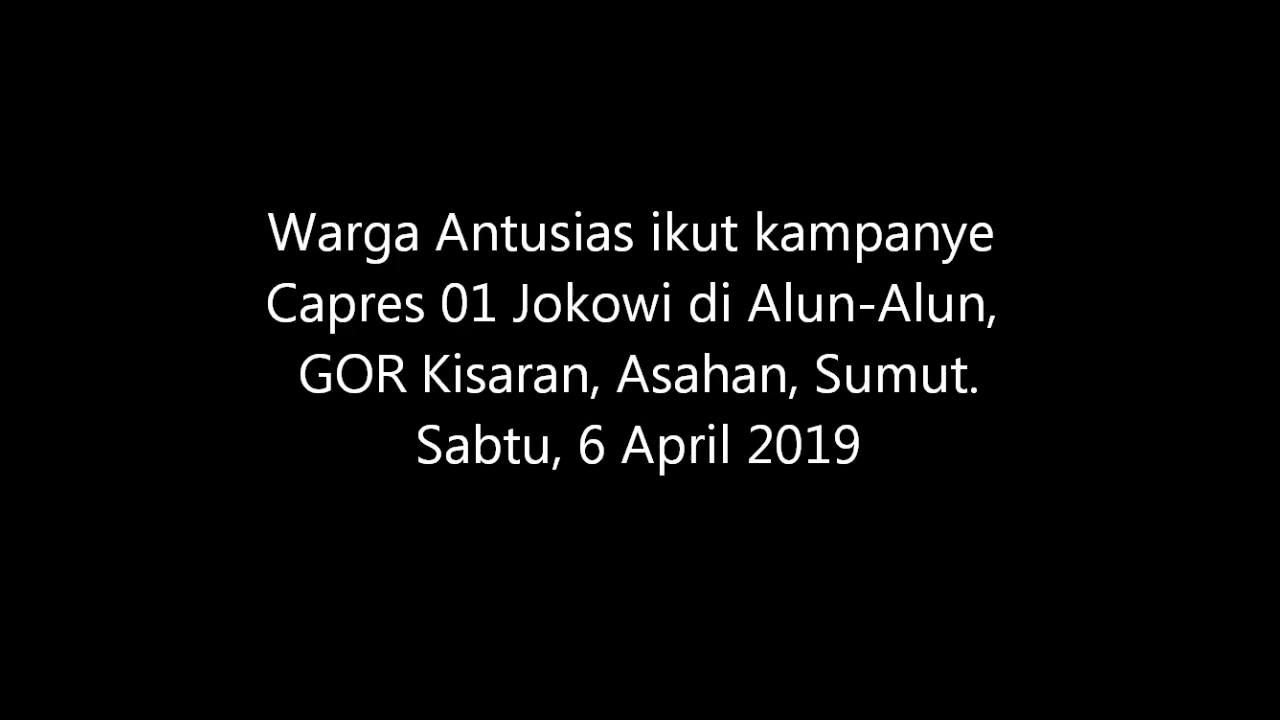 Warga Antusias ikut kampanye
Capres 01 Jokowi di Alun-Alun,
GOR Kisaran, Asahan, Sumut.
Sabtu, 6 April 2019